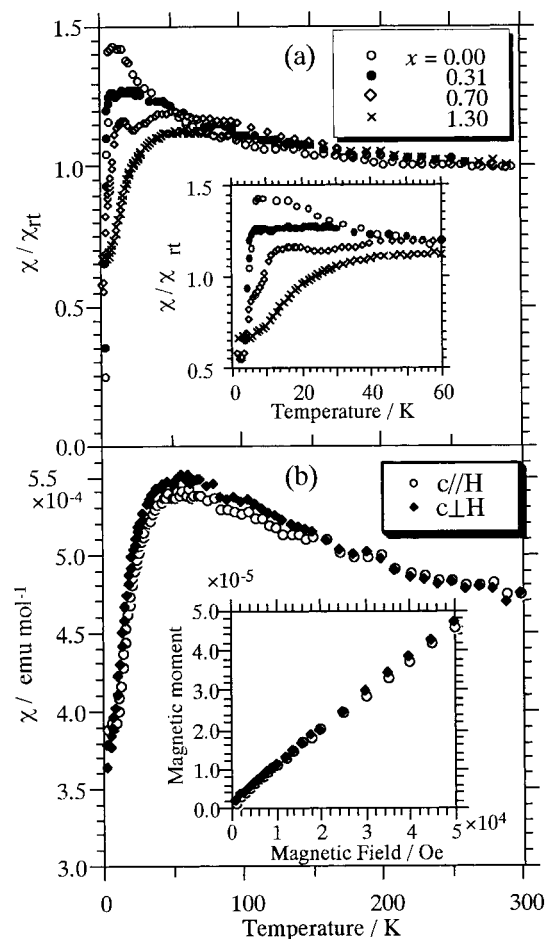 1.5
(a)
x = 0.00
0.31
0.70
1.30
1.0
χ / χrt
0.5
0.0
1.5
1.0
0.5
χ / χ rt
0 20 40 60
Temperature / K
5.5
×10-4
(b)
c//H
c⊥H
5.0
4.5
χ / emu mol-1
4.0
3.5
3.0
×10-5
5.0
4.0
3.0
2.0
1.0
0.0
Magnetic moment
0 1 2 3 4 5 ×104
Magnetic Field / Oe
0 100 200 300
Temperature / K